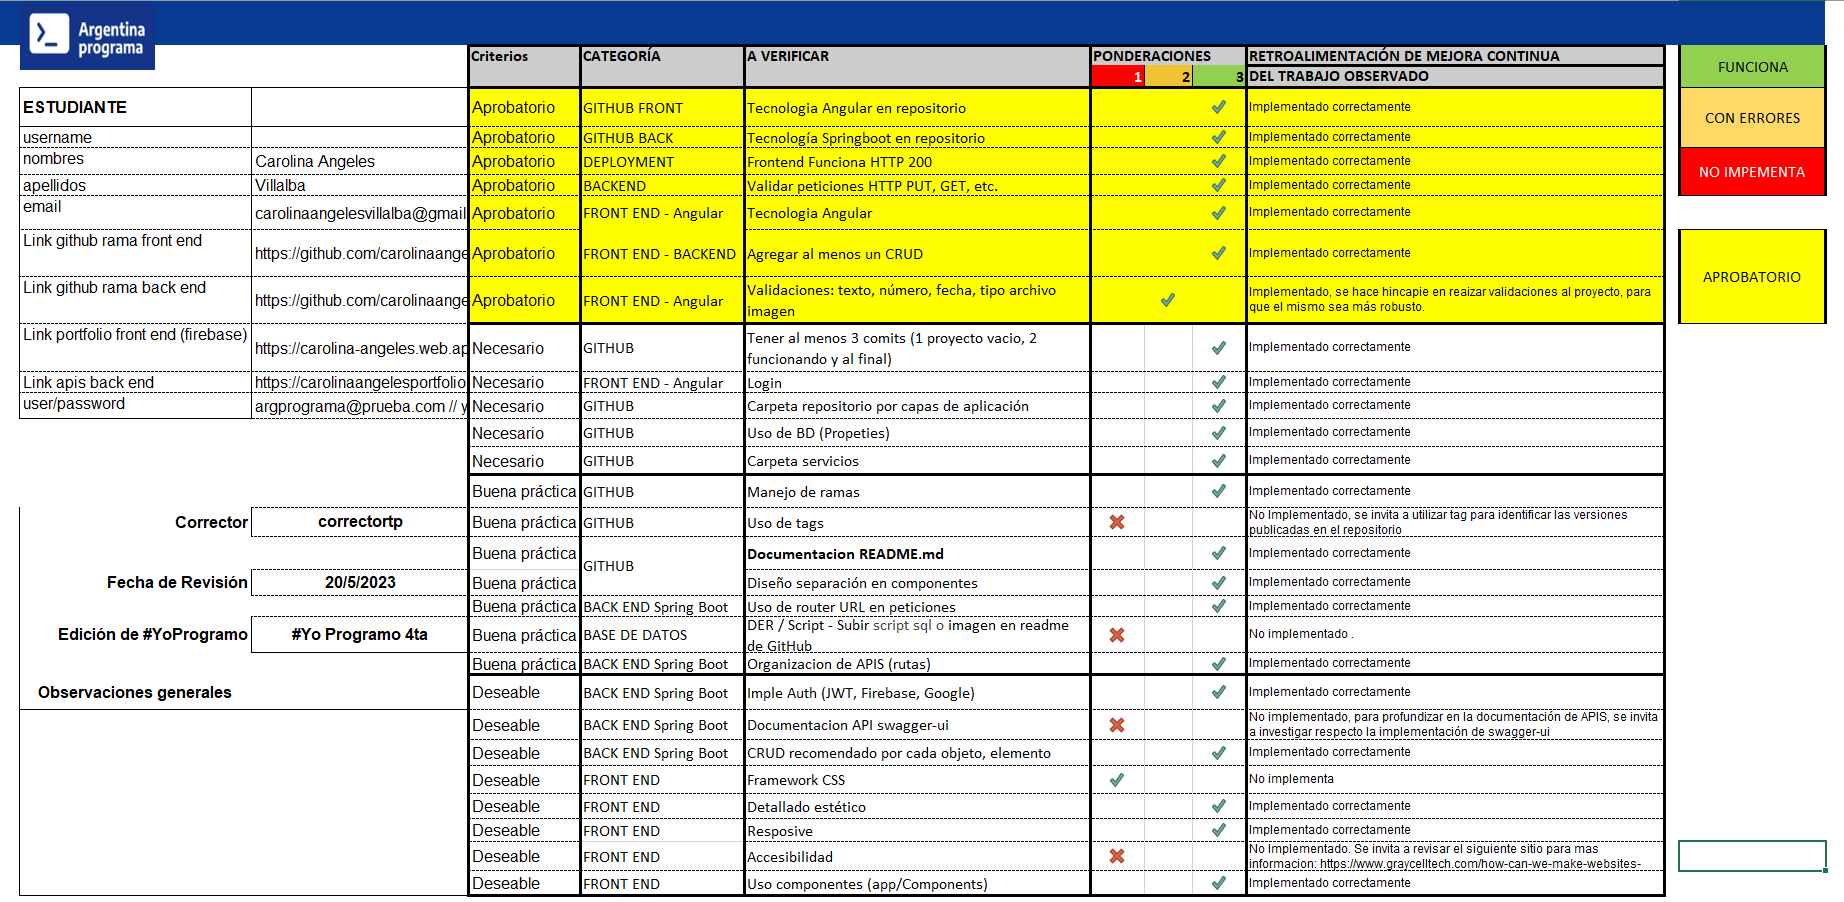 Argentina
programa
Criterios CATEGORÍA A VERIFICAR PONDERACIONES RETROALIMENTACIÓN DE MEJORA CONTINUA
1 2 3 DEL TRABAJO OBSERVADO
FUNCIONA
CON ERRORES
NO IMPEMENTA
APROBATORIO
ESTUDIANTE
username
nombres Carolina Angeles
apellidos Villalba
email carolinaangelesvillalba@gmail
Link github rama front end https://github.com/carolinaange
Link github rama back end https://github.com/carolinaange
Link portfolio front end (firebase) https://carolina-angeles.web.ap
Link apis back end https://carolinaangelesportfolio
user/password argprograma@prueba.com // y
Corrector correctortp
Fecha de Revisión 20/5/2023
Edición de #YoProgramo #Yo Programo 4ta
Observaciones generales
Aprobatorio GITHUB FRONT Tecnologia Angular en repositorio Implementado correctamente
Aprobatorio GITHUB BACK Tecnología Springboot en repositorio Implementado correctamente
Aprobatorio DEPLOYMENT Frontend Funciona HTTP 200 Implementado correctamente
Aprobatorio BACKEND Validar peticiones HTTP PUT, GET, etc. Implementado correctamente
Aprobatorio FRONT END - Angular Tecnologia Angular Implementado correctamente
Aprobatorio FRONT END - BACKEND Agregar al menos un CRUD Implementado correctamente
Aprobatorio FRONT END - Angular Validaciones: texto, número, fecha, tipo archivo
imagen
Implementado, se hace hincapie en reaizar validaciones al proyecto, para
que el mismo sea más robusto.
Necesario GITHUB Tener al menos 3 comits (1 proyecto vacio, 2
funcionando y al final)
Implementado correctamente
Necesario FRONT END - Angular Login Implementado correctamente
Necesario GITHUB Carpeta repositorio por capas de aplicación Implementado correctamente
Necesario GITHUB Uso de BD (Propeties) Implementado correctamente
Necesario GITHUB Carpeta servicios Implementado correctamente
Buena práctica GITHUB Manejo de ramas Implementado correctamente
Buena práctica GITHUB Uso de tags
No Implementado, se invita a utilizar tag para identificar las versiones
publicadas en el repositorio
Buena práctica GITHUB Documentacion README.md Implementado correctamente
Buena práctica Diseño separación en componentes Implementado correctamente
Buena práctica BACK END Spring Boot Uso de router URL en peticiones Implementado correctamente
Buena práctica BASE DE DATOS DER / Script - Subir script sql o imagen en readme
de GitHub
No implementado .
Buena práctica BACK END Spring Boot Organizacion de APIS (rutas) Implementado correctamente
Deseable BACK END Spring Boot Imple Auth (JWT, Firebase, Google) Implementado correctamente
Deseable BACK END Spring Boot Documentacion API swagger-ui
No implementado, para profundizar en la documentación de APIS, se invita
a investigar respecto la implementación de swagger-ui
Deseable BACK END Spring Boot CRUD recomendado por cada objeto, elemento Implementado correctamente
Deseable FRONT END Framework CSS No implementa
Deseable FRONT END Detallado estético Implementado correctamente
Deseable FRONT END Resposive Implementado correctamente
Deseable FRONT END Accesibilidad
No Implementado. Se invita a revisar el siguiente sitio para mas
informacion: https://www.graycelltech.com/how-can-we-make-websites-
Deseable FRONT END Uso componentes (app/Components) Implementado correctamente